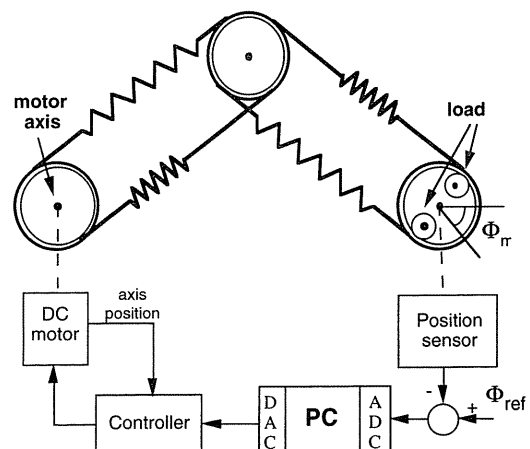 motor
axis
load
Φm
DC
motor
axis
position
Position
sensor
Controller
D
A
C
PC
A
D
C
-
+
Φref